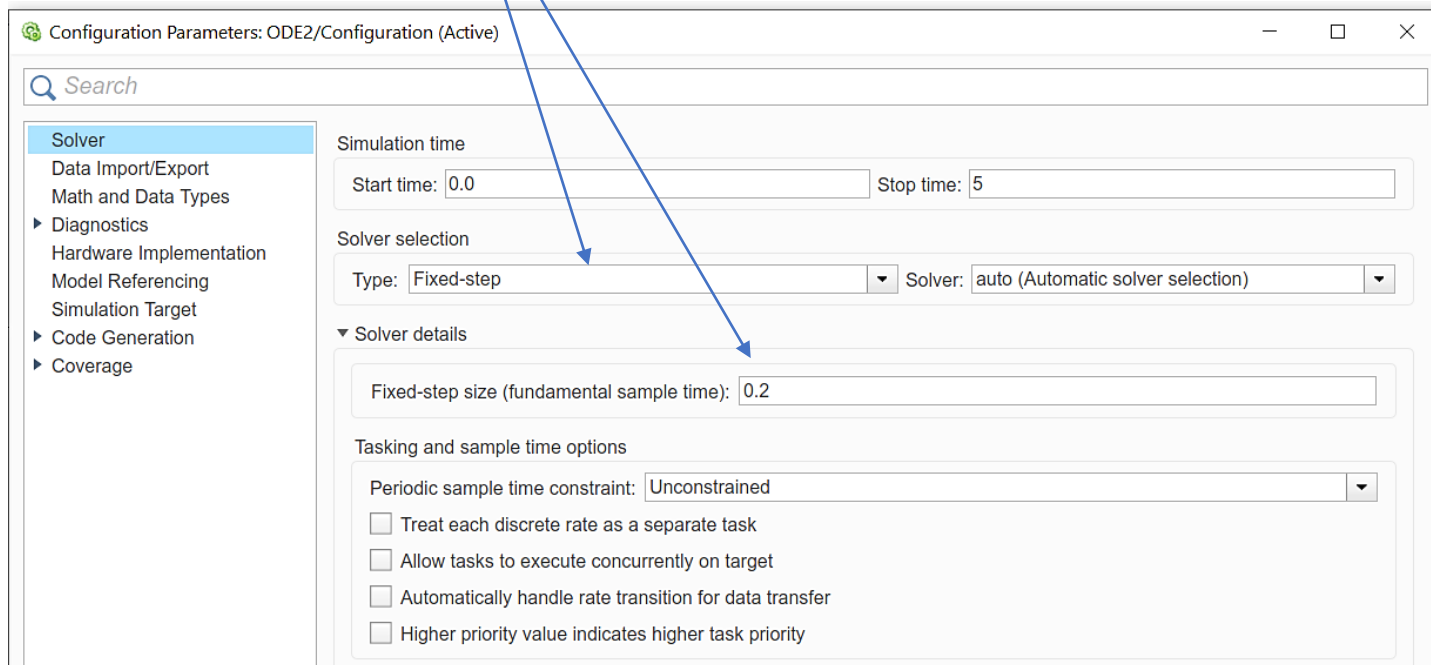 Configuration Parameters: ODE2/Configuration (Active)
Search
Solver
Data Import/Export
Math and Data Types
Diagnostics
Hardware Implementation
Model Referencing
Simulation Target
Code Generation
Coverage
Simulation time
Start time: 0.0 Stop time: 5
Solver selection
Type: Fixed-step Solver: auto (Automatic solver selection)
Solver details
Fixed-step size (fundamental sample time): 0.2
Tasking and sample time options
Periodic sample time constraint: Unconstrained
Treat each discrete rate as a separate task
Allow tasks to execute concurrently on target
Automatically handle rate transition for data transfer
Higher priority value indicates higher task priority